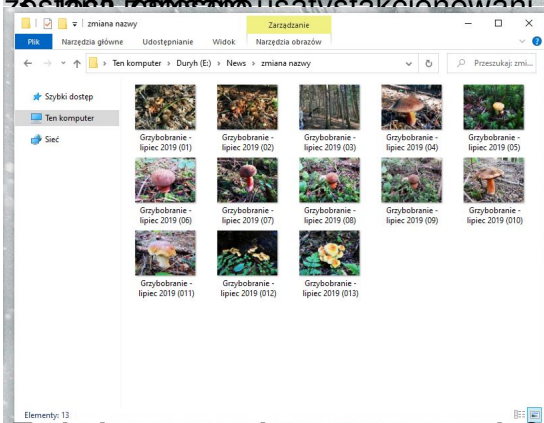 zmiana nazwy
Zarządzanie
Plik Narzędzia główne Udostępnianie Widok Narzędzia obrazów
Ten komputer > Duryh (E:) > News > zmiana nazwy
Przeszukaj: zmi...
Szybki dostęp
Ten komputer
Sieć
Grzybobranie - lipiec 2019 (01)
Grzybobranie - lipiec 2019 (02)
Grzybobranie - lipiec 2019 (03)
Grzybobranie - lipiec 2019 (04)
Grzybobranie - lipiec 2019 (05)
Grzybobranie - lipiec 2019 (06)
Grzybobranie - lipiec 2019 (07)
Grzybobranie - lipiec 2019 (08)
Grzybobranie - lipiec 2019 (09)
Grzybobranie - lipiec 2019 (010)
Grzybobranie - lipiec 2019 (011)
Grzybobranie - lipiec 2019 (012)
Grzybobranie - lipiec 2019 (013)
Elementy: 13